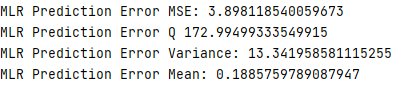 MLR Prediction Error MSE: 3.898118540059673
MLR Prediction Error Q 172.99499333549915
MLR Prediction Error Variance: 13.341958581115255
MLR Prediction Error Mean: 0.1885759789087947